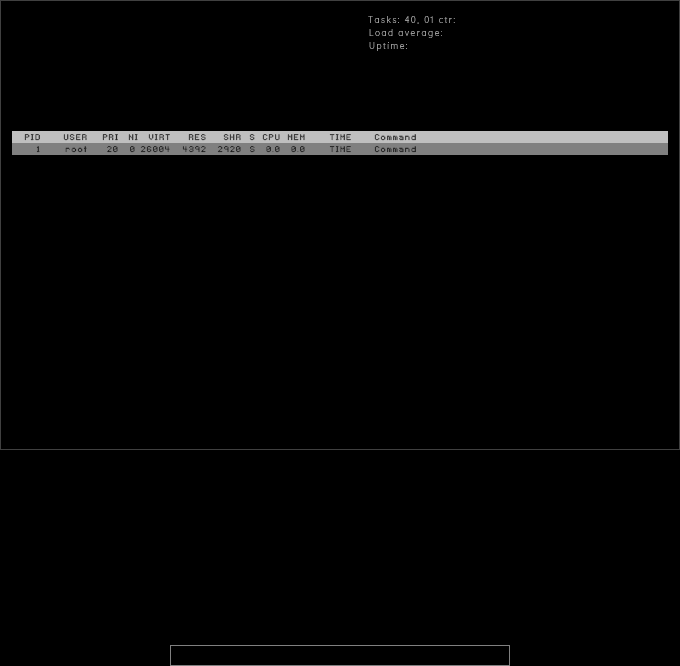 Tasks: 40, 01 ctr:
Load average:
Uptime:
PID USER PRI NI VIRT RES SHR S CPU MEM TIME Command
1 root 20 0 26004 4392 2920 S 0.0 0.0 TIME Command